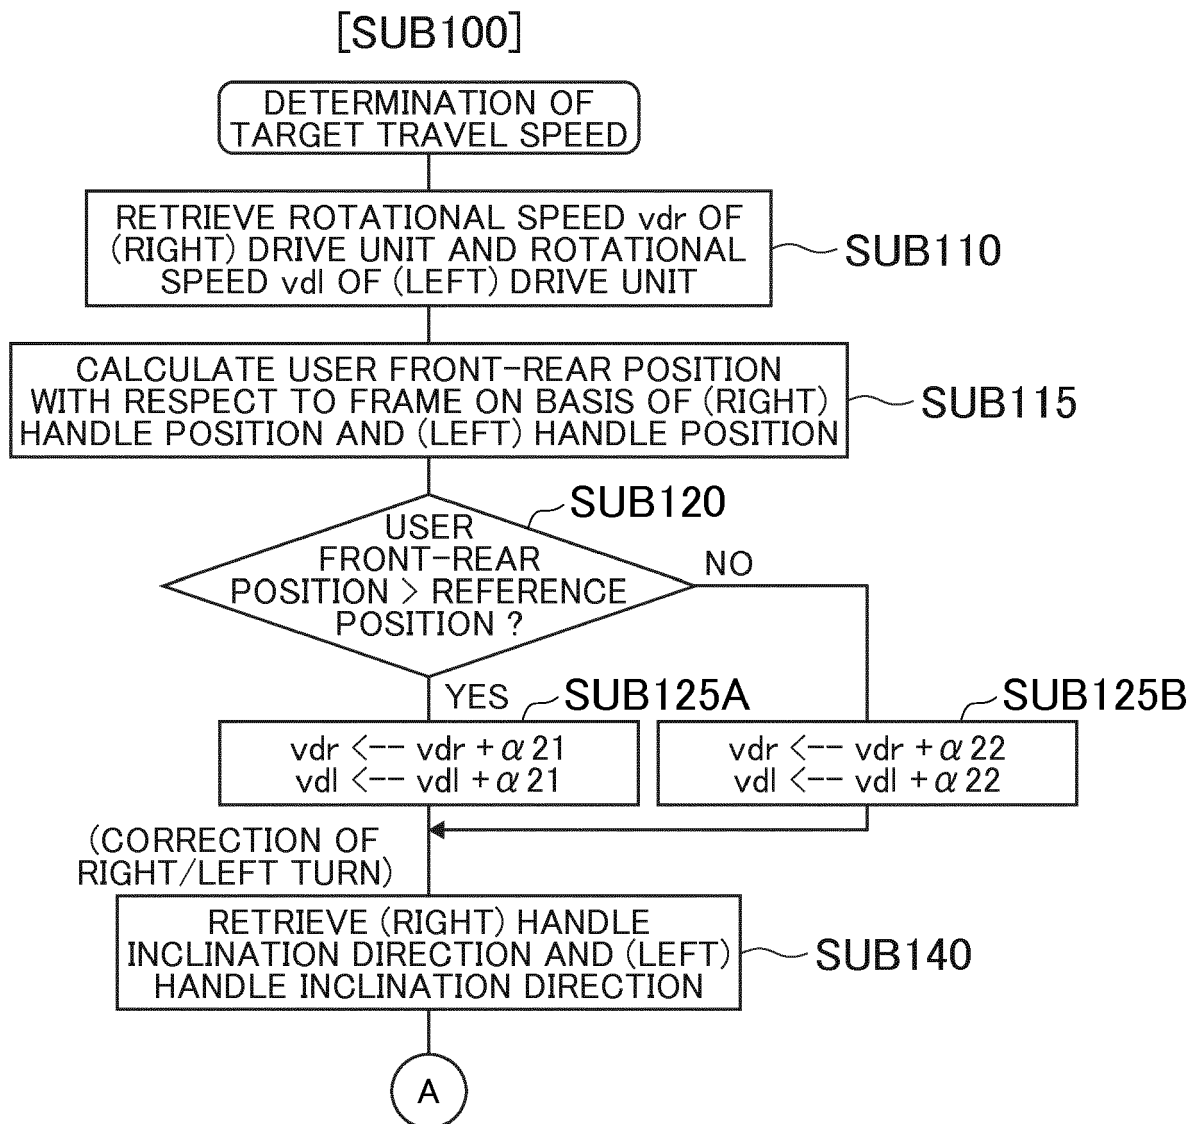 [SUB100]
DETERMINATION OF
TARGET TRAVEL SPEED
RETRIEVE ROTATIONAL SPEED vdr OF
(RIGHT) DRIVE UNIT AND ROTATIONAL
SPEED vdl OF (LEFT) DRIVE UNIT
SUB110
CALCULATE USER FRONT-REAR POSITION
WITH RESPECT TO FRAME ON BASIS OF (RIGHT)
HANDLE POSITION AND (LEFT) HANDLE POSITION
SUB115
SUB120
USER
FRONT-REAR
POSITION > REFERENCE
POSITION ?
NO
YES
SUB125A
vdr <-- vdr + α21
vdl <-- vdl + α21
SUB125B
vdr <-- vdr + α22
vdl <-- vdl + α22
(CORRECTION OF
RIGHT/LEFT TURN)
RETRIEVE (RIGHT) HANDLE
INCLINATION DIRECTION AND (LEFT)
HANDLE INCLINATION DIRECTION
SUB140
A